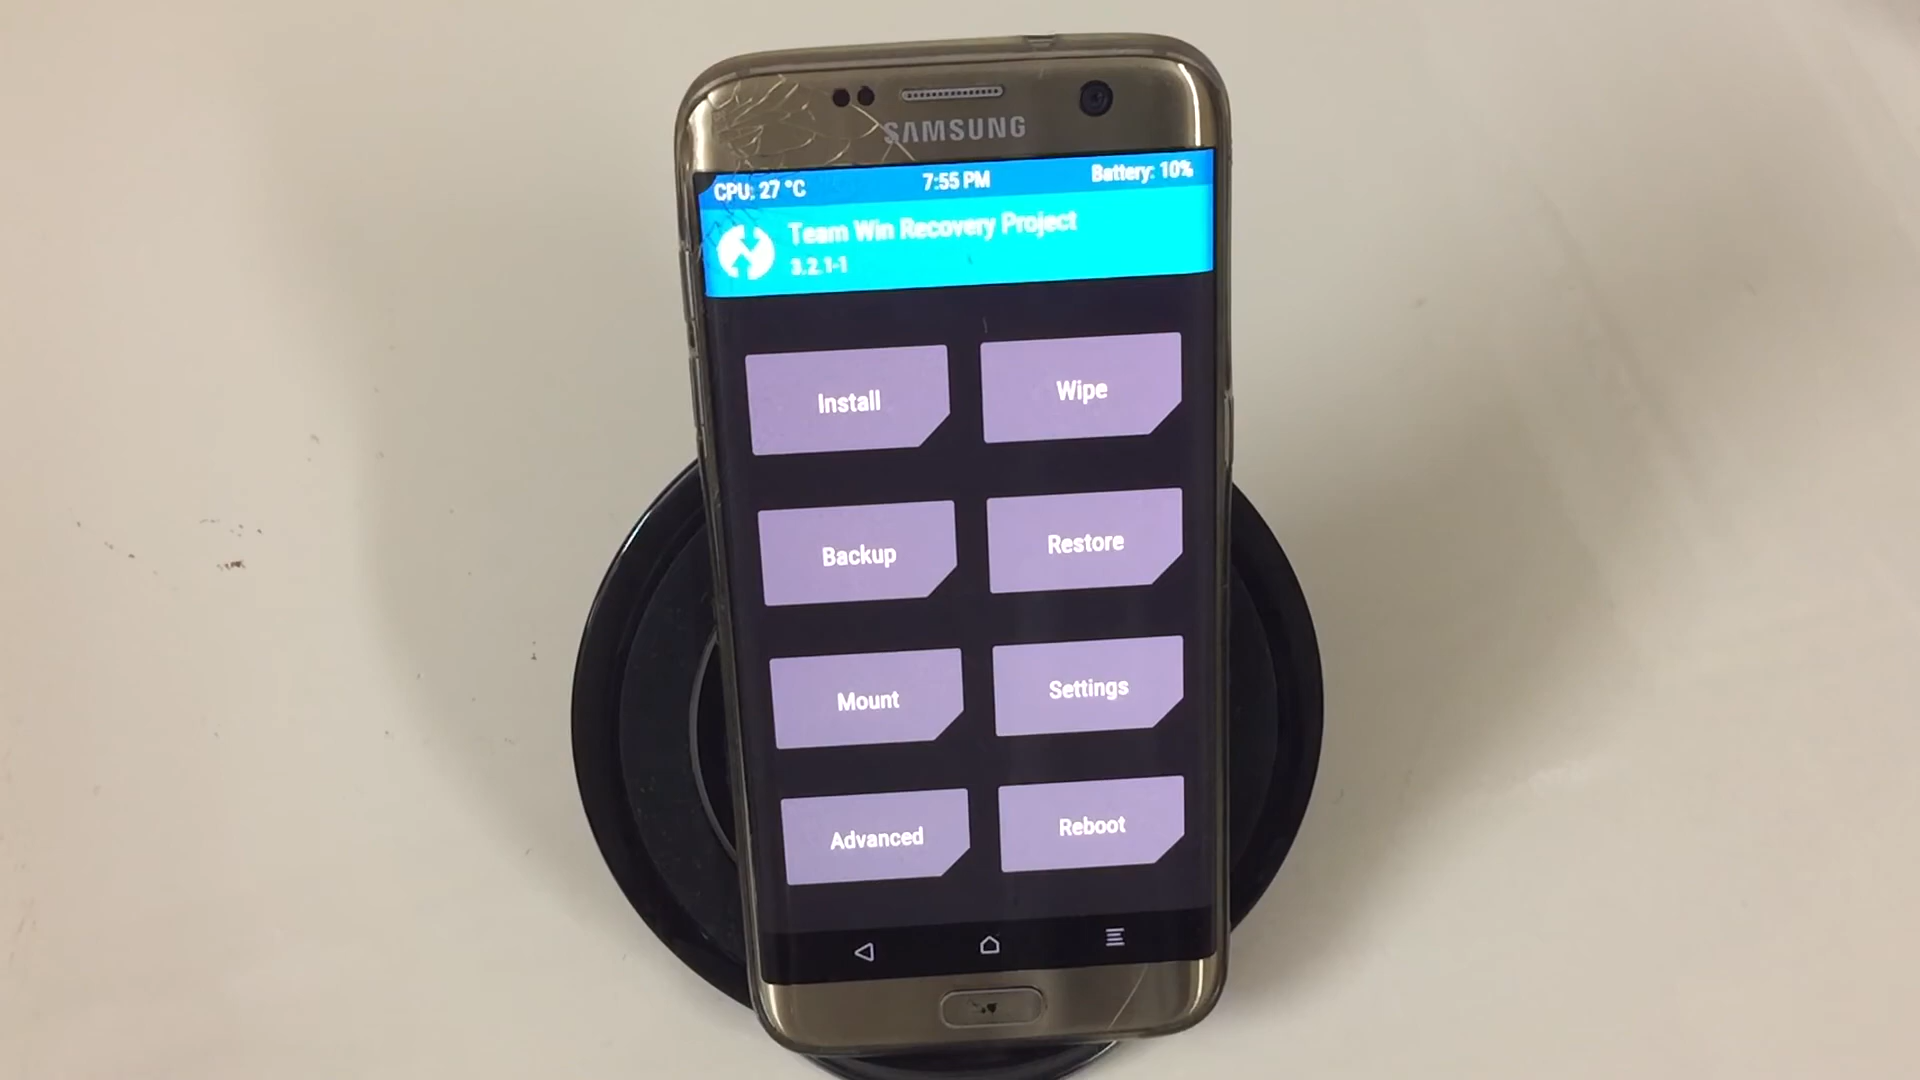 SAMSUNG
CPU: 27 °C 7:55 PM Battery: 10%
Team Win Recovery Project
3.2.1-1
Install Wipe
Backup Restore
Mount Settings
Advanced Reboot